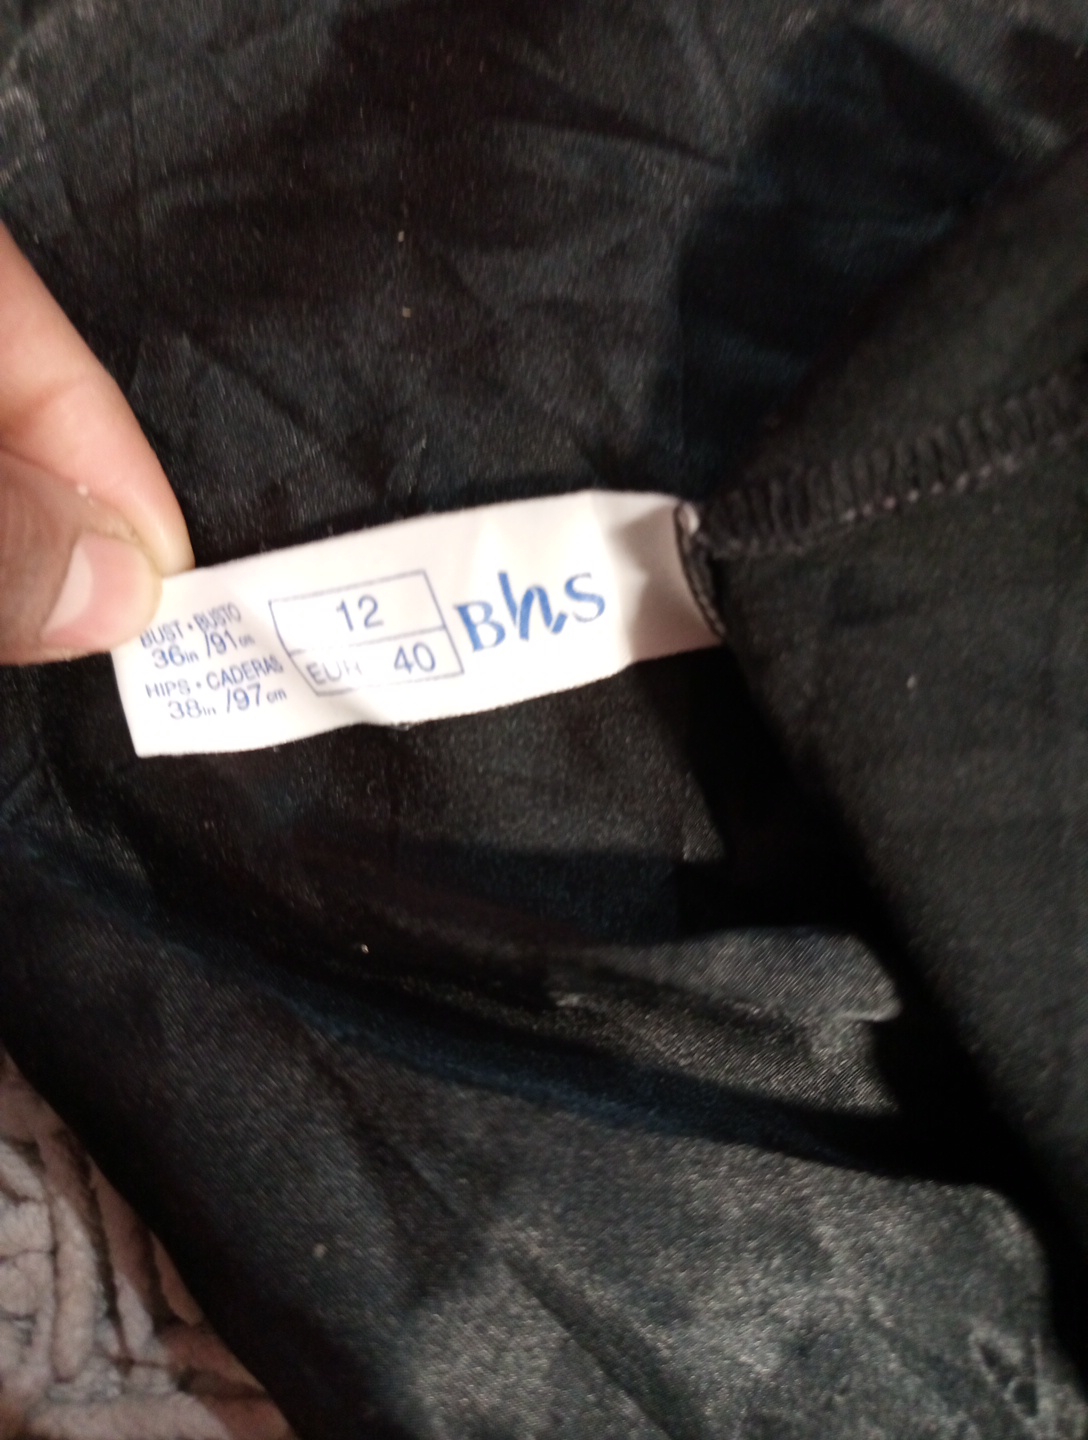 BUST • BUSTO
36in /91cm
HIPS • CADERAS
38in /97cm
12
EUR 40
Bhs